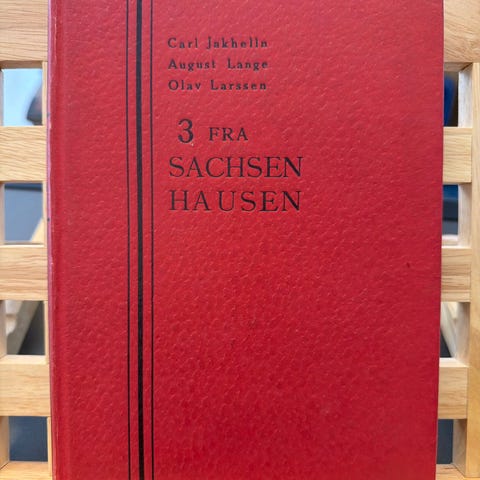 Carl Jakhelln
August Lange
Olav Larssen
3 FRA
SACHSEN
HAUSEN